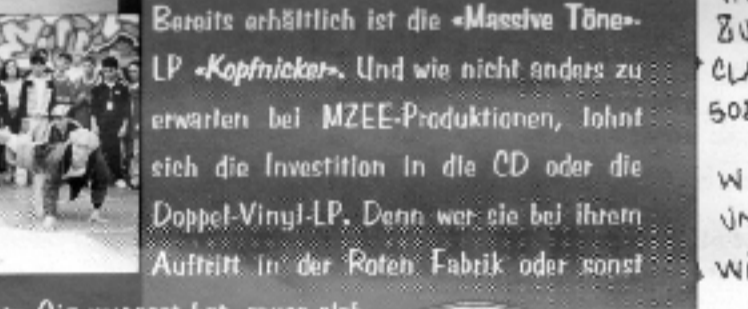 Bereits erhältlich ist die «Massive Töne»-
LP «Kopfnicker». Und wie nicht anders zu
erwarten bei MZEE-Produktionen, lohnt
sich die Investition in die CD oder die
Doppel-Vinyl-LP. Denn wer sie bei ihrem
Auftritt in der Roten Fabrik oder sonst